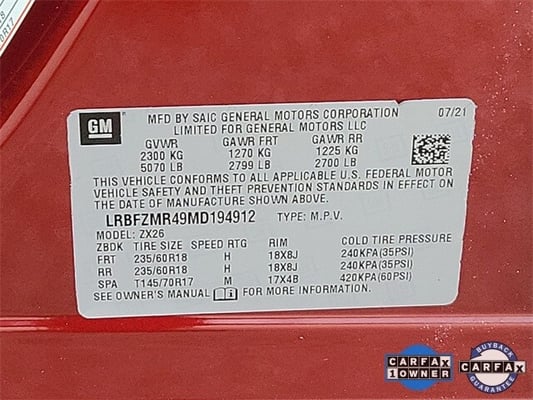 GM
MFD BY SAIC GENERAL MOTORS CORPORATION 07/21
LIMITED FOR GENERAL MOTORS LLC
GVWR GAWR FRT GAWR RR
2300 KG 1270 KG 1225 KG
5070 LB 2799 LB 2700 LB
THIS VEHICLE CONFORMS TO ALL APPLICABLE U.S. FEDERAL MOTOR
VEHICLE SAFETY AND THEFT PREVENTION STANDARDS IN EFFECT ON
THE DATE OF MANUFACTURE SHOWN ABOVE.
LRBFZMR49MD194912 TYPE: M.P.V.
MODEL: ZX26
ZBDK TIRE SIZE SPEED RTG RIM COLD TIRE PRESSURE
FRT 235/60R18 H 18X8J 240KPA(35PSI)
RR 235/60R18 H 18X8J 240KPA(35PSI)
SPA T145/70R17 M 17X4B 420KPA(60PSI)
SEE OWNER'S MANUAL FOR MORE INFORMATION
CARFAX
1 OWNER
BUYBACK
CARFAX
GUARANTEE